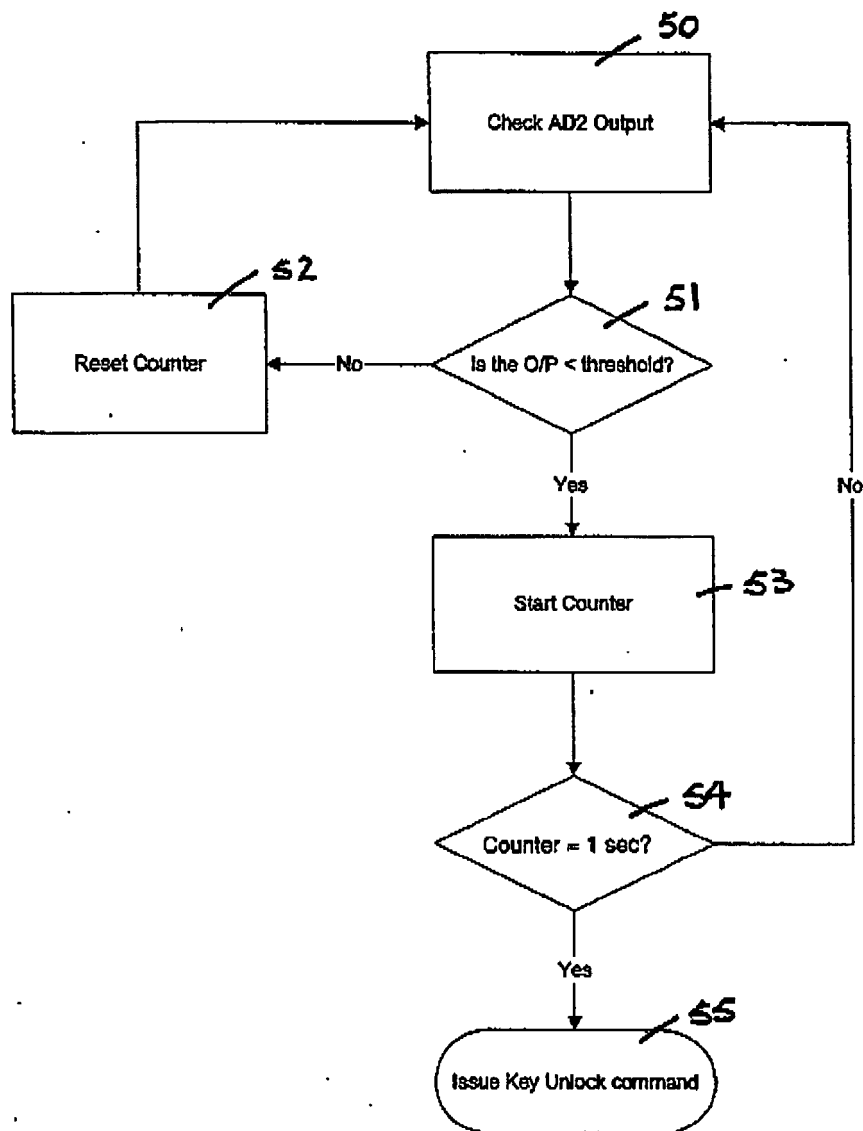 50
Check AD2 Output
52
51
Reset Counter
No
Is the O/P < threshold?
Yes
No
53
Start Counter
54
Counter = 1 sec?
Yes
55
Issue Key Unlock command